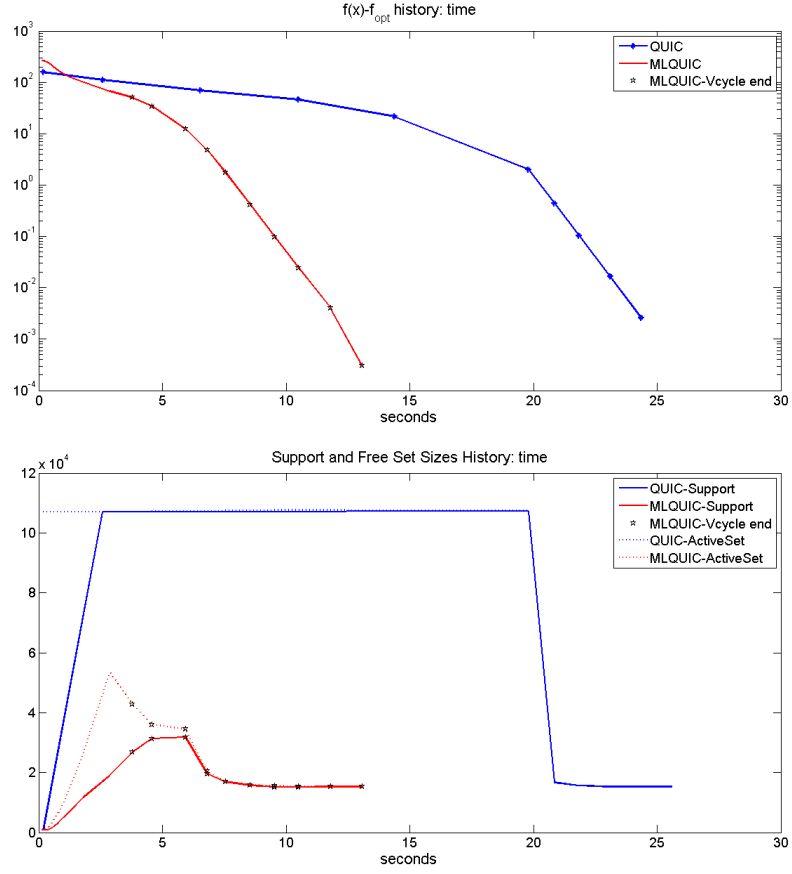 f(x)-f_opt history: time
10^3
10^2
10^1
10^0
10^-1
10^-2
10^-3
10^-4
QUIC
MLQUIC
MLQUIC-Vcycle end
0 5 10 15 20 25 30
seconds
Support and Free Set Sizes History: time
x 10^4
12
10
8
6
4
2
0
QUIC-Support
MLQUIC-Support
MLQUIC-Vcycle end
QUIC-ActiveSet
MLQUIC-ActiveSet
0 5 10 15 20 25 30
seconds